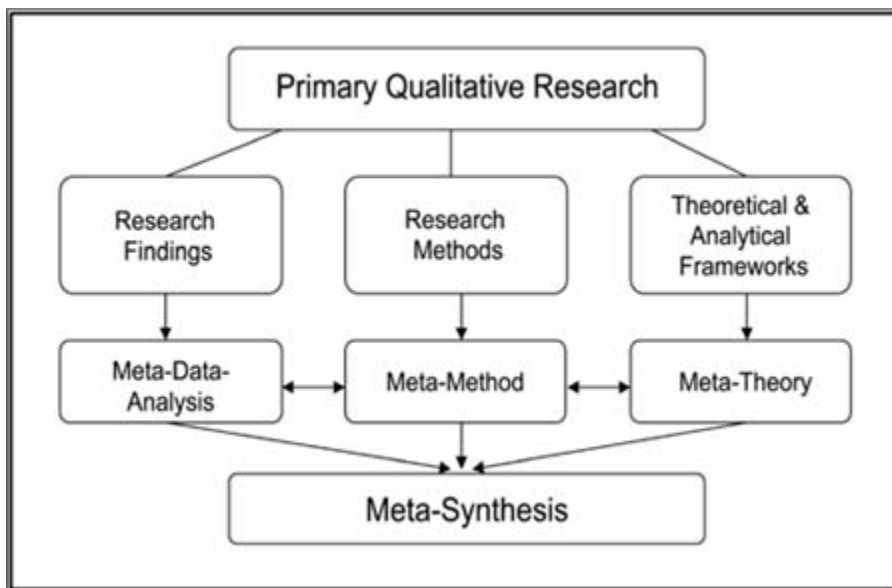 Primary Qualitative Research
Research
Findings
Research
Methods
Theoretical &
Analytical
Frameworks
Meta-Data-
Analysis
Meta-Method
Meta-Theory
Meta-Synthesis